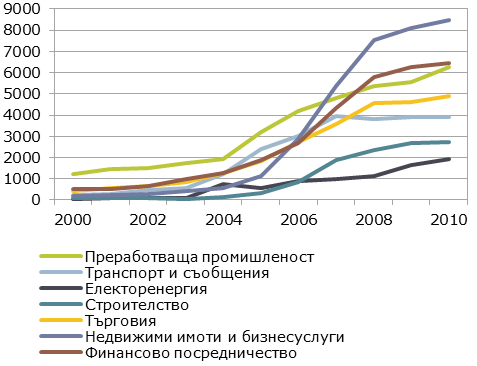 9000
8000
7000
6000
5000
4000
3000
2000
1000
0
2000 2002 2004 2006 2008 2010
Преработваща промишленост
Транспорт и съобщения
Електоренергия
Строителство
Търговия
Недвижими имоти и бизнесуслуги
Финансово посредничество